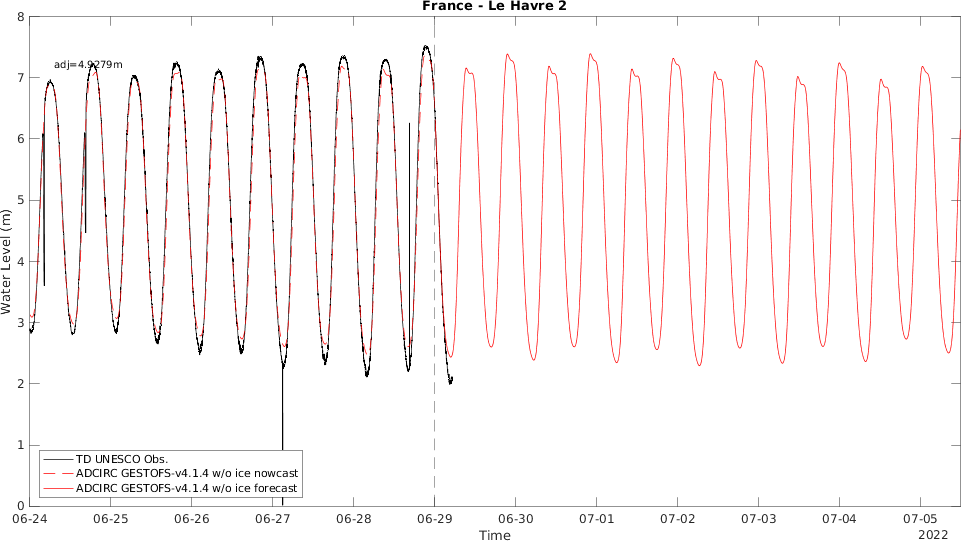 France - Le Havre 2
8
7
6
5
4
3
2
1
0
Water Level (m)
adj=4.9279m
TD UNESCO Obs.
ADCIRC GESTOFS-v4.1.4 w/o ice nowcast
ADCIRC GESTOFS-v4.1.4 w/o ice forecast
06-24 06-25 06-26 06-27 06-28 06-29 06-30 07-01 07-02 07-03 07-04 07-05
Time
2022